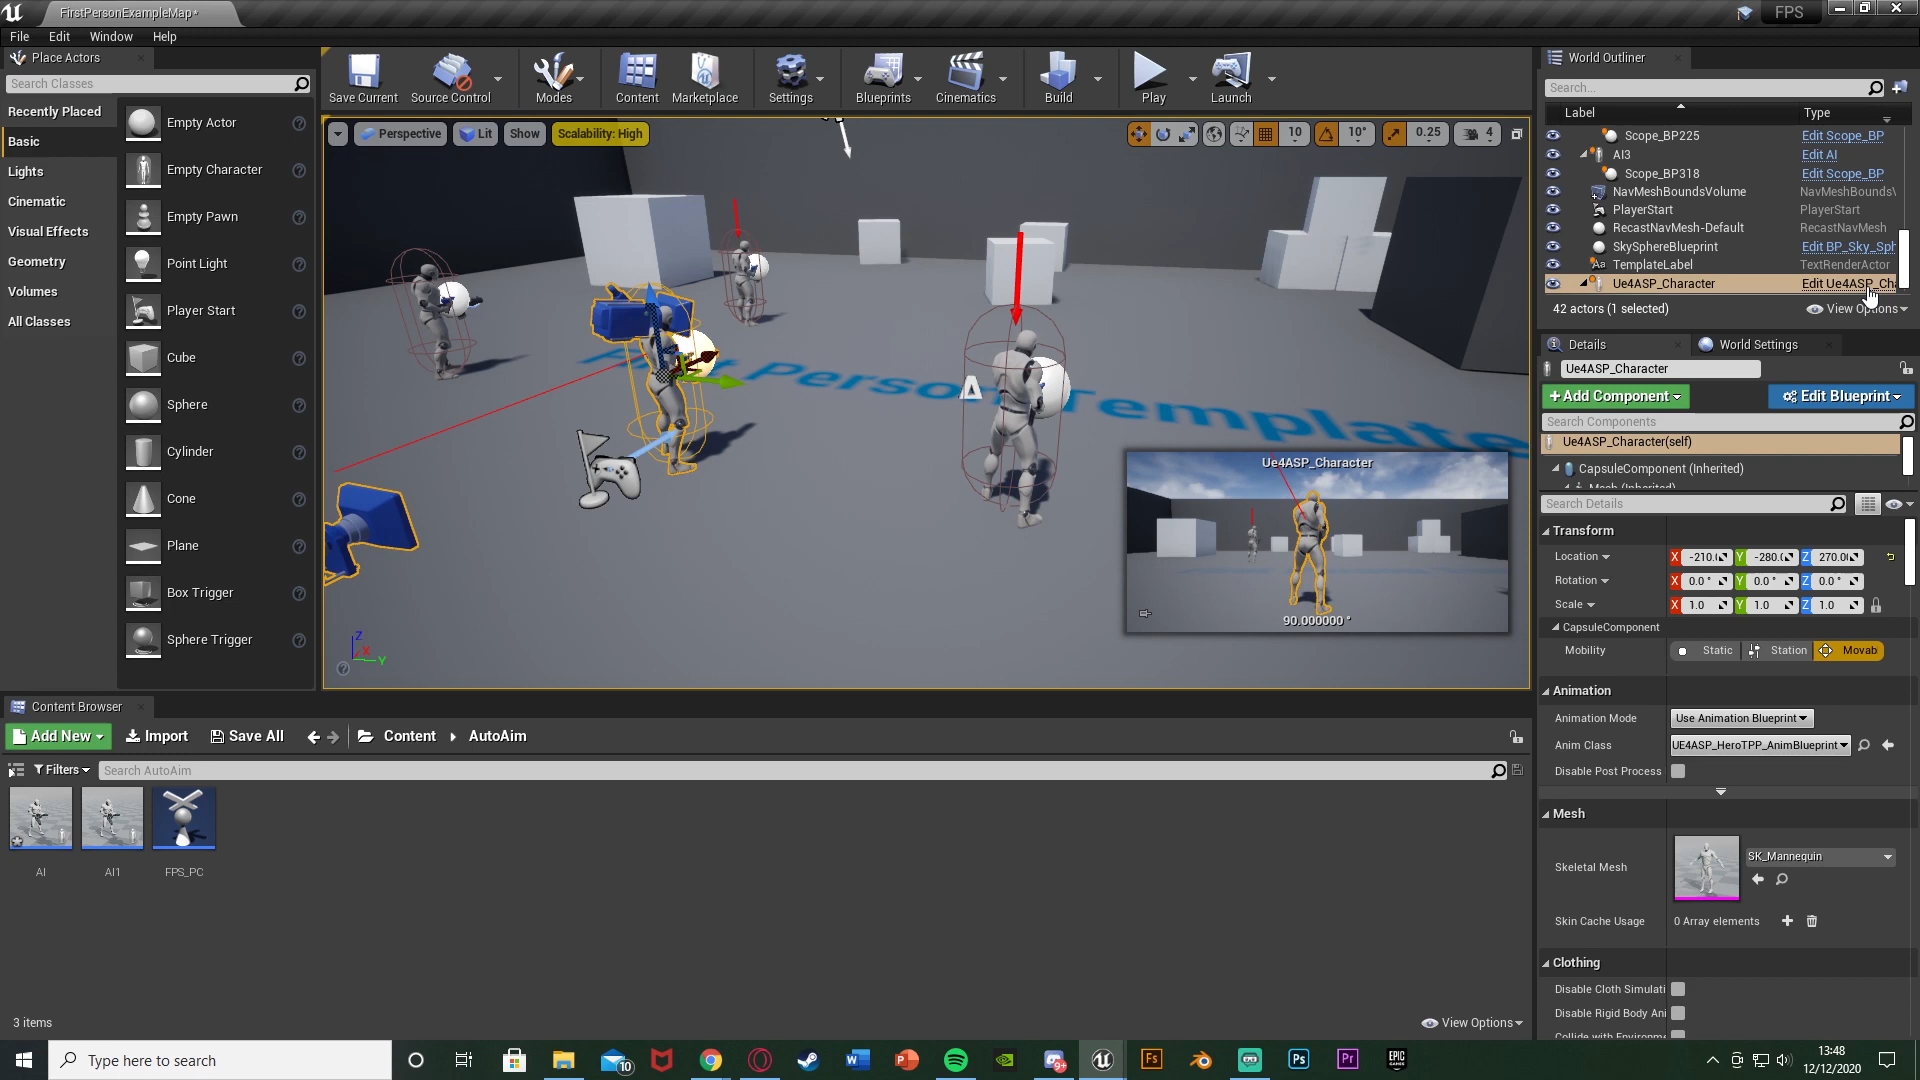 FirstPersonExampleMap*
FPS
File Edit Window Help
Place Actors
Search Classes
Recently Placed
Basic
Lights
Cinematic
Visual Effects
Geometry
Volumes
All Classes
Empty Actor
Empty Character
Empty Pawn
Point Light
Player Start
Cube
Sphere
Cylinder
Cone
Plane
Box Trigger
Sphere Trigger
Save Current
Source Control
Modes
Content
Marketplace
Settings
Blueprints
Cinematics
Build
Play
Launch
Perspective
Lit
Show
Scalability: High
10
10°
0.25
4
Person Template
Ue4ASP_Character
90.000000 °
Z
X
Y
World Outliner
Search...
Label Type
Scope_BP225 Edit Scope_BP
AI3 Edit AI
Scope_BP318 Edit Scope_BP
NavMeshBoundsVolume NavMeshBoundsV
PlayerStart PlayerStart
RecastNavMesh-Default RecastNavMesh
SkySphereBlueprint Edit BP_Sky_Sph
TemplateLabel TextRenderActor
Ue4ASP_Character Edit Ue4ASP_Cha
42 actors (1 selected) View Options
Details
World Settings
Ue4ASP_Character
+Add Component
Edit Blueprint
Search Components
Ue4ASP_Character(self)
CapsuleComponent (Inherited)
Mesh (Inherited)
Search Details
Transform
Location X -210.( Y -280.( Z 270.0(
Rotation X 0.0 ° Y 0.0 ° Z 0.0 °
Scale X 1.0 Y 1.0 Z 1.0
CapsuleComponent
Mobility Static Station Movab
Animation
Animation Mode Use Animation Blueprint
Anim Class UE4ASP_HeroTPP_AnimBlueprint
Disable Post Process
Mesh
Skeletal Mesh SK_Mannequin
Skin Cache Usage 0 Array elements
Clothing
Disable Cloth Simulati
Disable Rigid Body Ani
Collide with Environme
Content Browser
Add New Import Save All Content AutoAim
Filters Search AutoAim
AI
AI1
FPS_PC
3 items
View Options
Type here to search
10
W
P
9+
Fs
Ps
Pr
EPIC
13:48
12/12/2020